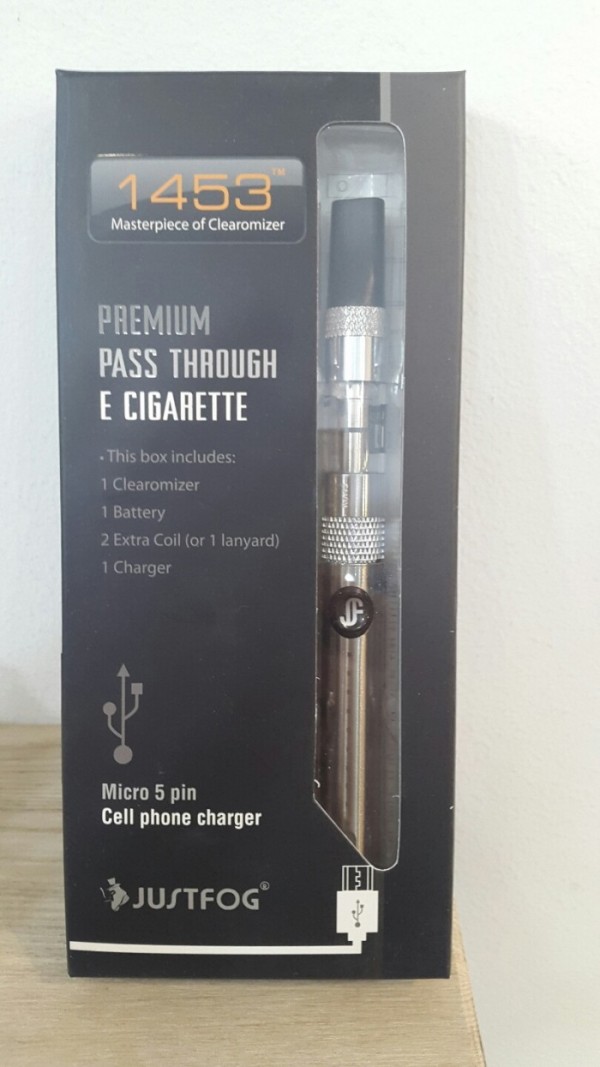 1453™
Masterpiece of Clearomizer
PREMIUM
PASS THROUGH
E CIGARETTE
• This box includes:
1 Clearomizer
1 Battery
2 Extra Coil (or 1 lanyard)
1 Charger
JF
Micro 5 pin
Cell phone charger
JUSTFOG®